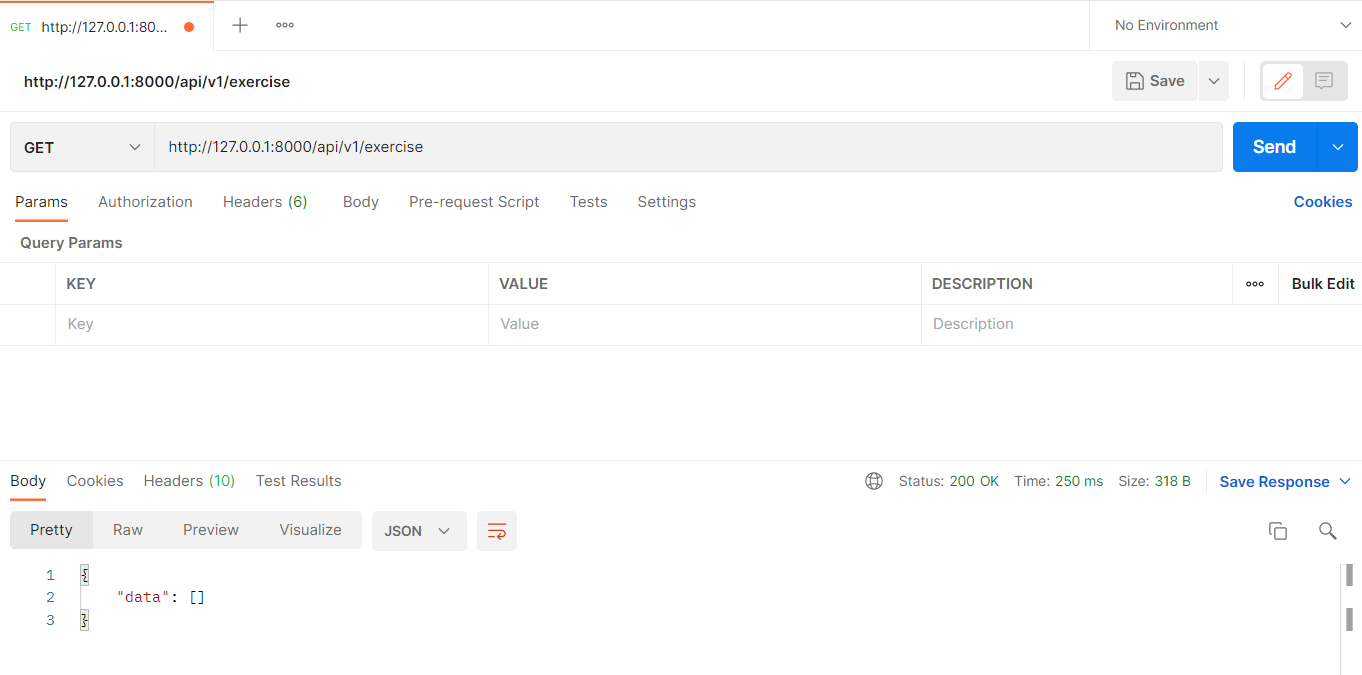 GET http://127.0.0.1:80...
No Environment
http://127.0.0.1:8000/api/v1/exercise
Save
GET http://127.0.0.1:8000/api/v1/exercise Send
Params Authorization Headers (6) Body Pre-request Script Tests Settings Cookies
Query Params
KEY VALUE DESCRIPTION Bulk Edit
Key Value Description
Body Cookies Headers (10) Test Results Status: 200 OK Time: 250 ms Size: 318 B Save Response
Pretty Raw Preview Visualize JSON
1 {
2 "data": []
3 }